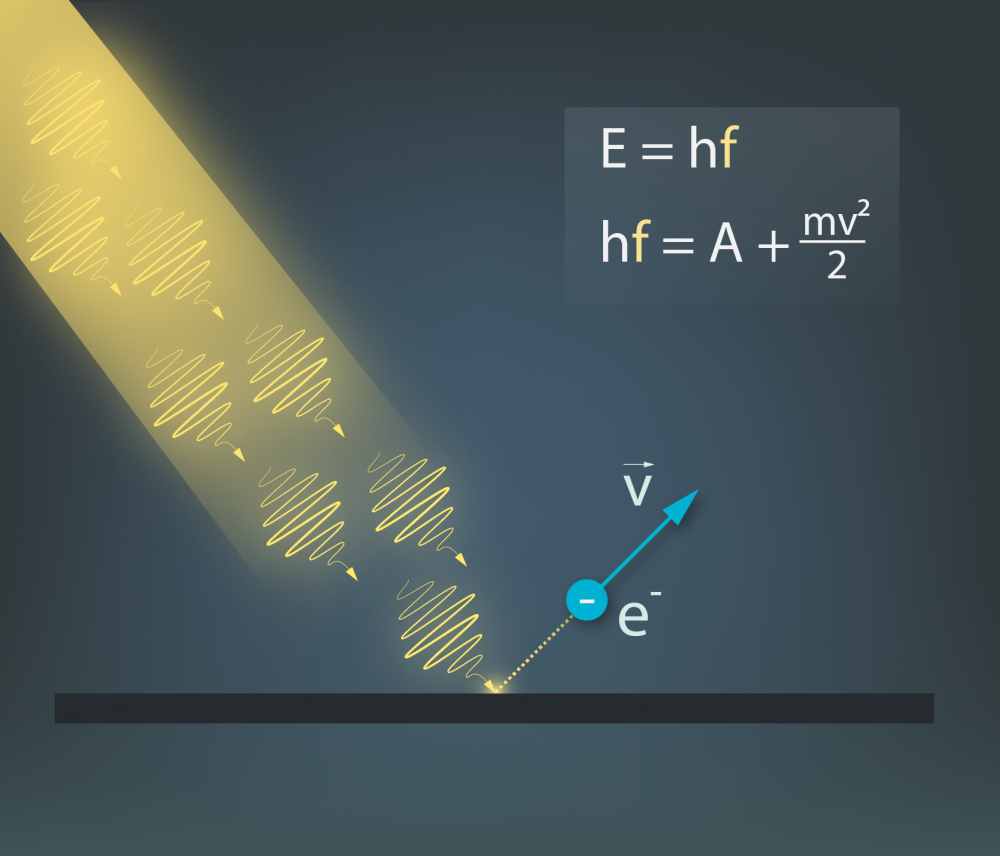 E = hf
hf = A + mv²/2
v⃗
-
e⁻